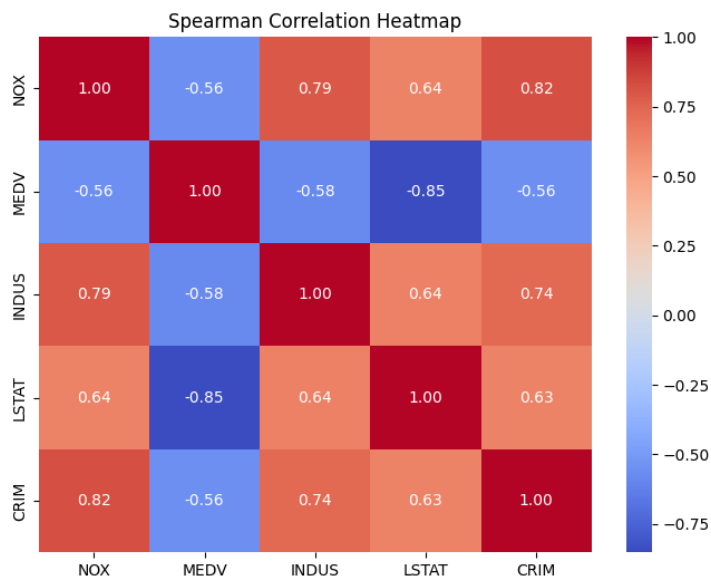 Spearman Correlation Heatmap
NOX 1.00 -0.56 0.79 0.64 0.82
MEDV -0.56 1.00 -0.58 -0.85 -0.56
INDUS 0.79 -0.58 1.00 0.64 0.74
LSTAT 0.64 -0.85 0.64 1.00 0.63
CRIM 0.82 -0.56 0.74 0.63 1.00
NOX MEDV INDUS LSTAT CRIM
1.00
0.75
0.50
0.25
0.00
−0.25
−0.50
−0.75